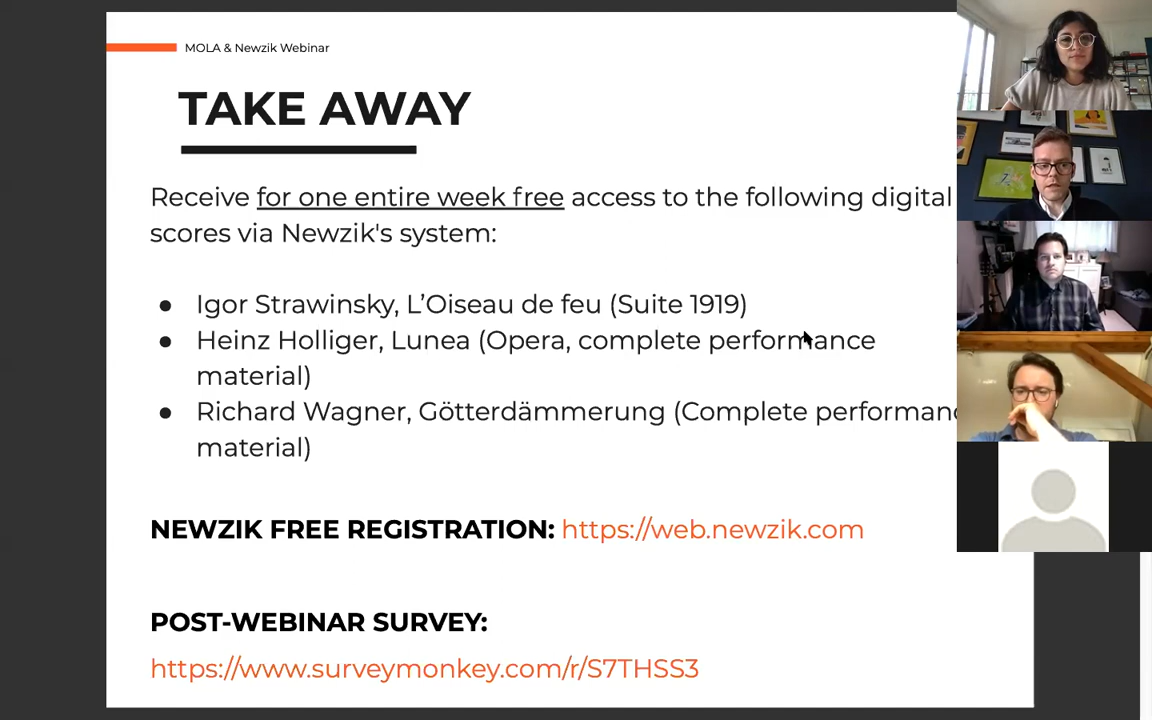 MOLA & Newzik Webinar
TAKE AWAY
Receive for one entire week free access to the following digital
scores via Newzik's system:
● Igor Strawinsky, L’Oiseau de feu (Suite 1919)
● Heinz Holliger, Lunea (Opera, complete performance
material)
● Richard Wagner, Götterdämmerung (Complete performanc
material)
NEWZIK FREE REGISTRATION: https://web.newzik.com
POST-WEBINAR SURVEY:
https://www.surveymonkey.com/r/S7THSS3